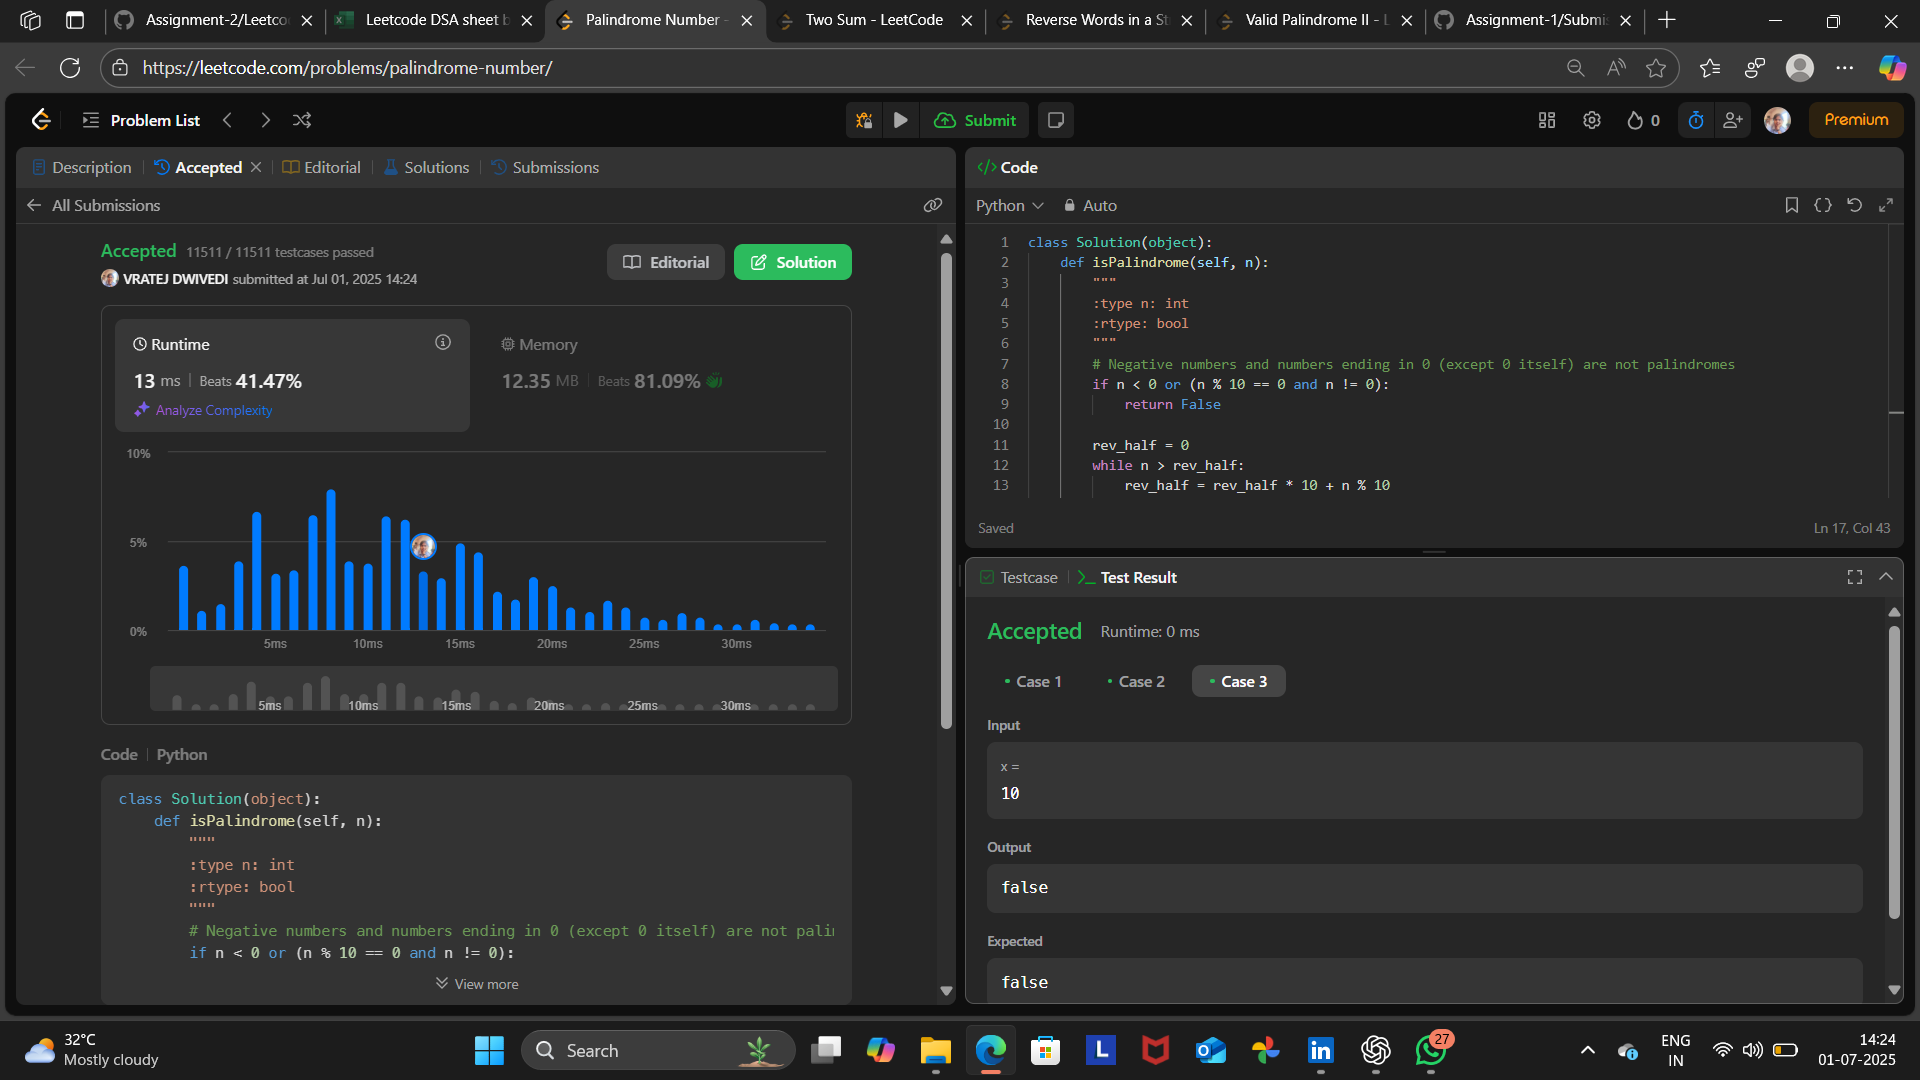 Assignment-2/Leetco
Leetcode DSA sheet b
Palindrome Number -
Two Sum - LeetCode
Reverse Words in a St
Valid Palindrome II - L
Assignment-1/Submis
https://leetcode.com/problems/palindrome-number/
Problem List
Submit
0
Premium
Description
Accepted
Editorial
Solutions
Submissions
All Submissions
Accepted 11511 / 11511 testcases passed
VRATEJ DWIVEDI submitted at Jul 01, 2025 14:24
Editorial
Solution
Runtime
13 ms | Beats 41.47%
Analyze Complexity
Memory
12.35 MB | Beats 81.09%
10%
5%
0%
5ms 10ms 15ms 20ms 25ms 30ms
5ms 10ms 15ms 20ms 25ms 30ms
Code | Python
class Solution(object):
def isPalindrome(self, n):
"""
:type n: int
:rtype: bool
"""
# Negative numbers and numbers ending in 0 (except 0 itself) are not palin
if n < 0 or (n % 10 == 0 and n != 0):
View more
</> Code
Python
Auto
1 class Solution(object):
2 def isPalindrome(self, n):
3 """
4 :type n: int
5 :rtype: bool
6 """
7 # Negative numbers and numbers ending in 0 (except 0 itself) are not palindromes
8 if n < 0 or (n % 10 == 0 and n != 0):
9 return False
10
11 rev_half = 0
12 while n > rev_half:
13 rev_half = rev_half * 10 + n % 10
Saved
Ln 17, Col 43
Testcase
Test Result
Accepted Runtime: 0 ms
Case 1
Case 2
Case 3
Input
x =
10
Output
false
Expected
false
32°C
Mostly cloudy
Search
L
27
ENG
IN
14:24
01-07-2025